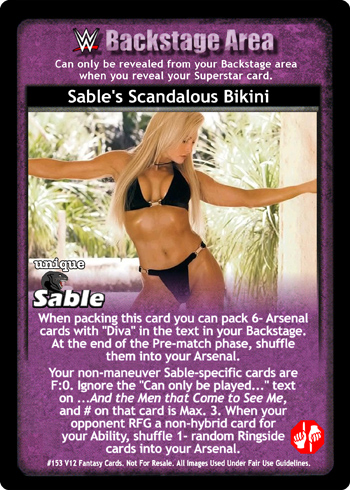 W Backstage Area
Can only be revealed from your Backstage area
when you reveal your Superstar card.
Sable's Scandalous Bikini
unique
Sable
When packing this card you can pack 6- Arsenal
cards with "Diva" in the text in your Backstage.
At the end of the Pre-match phase, shuffle
them into your Arsenal.
Your non-maneuver Sable-specific cards are
F:0. Ignore the "Can only be played..." text
on ...And the Men that Come to See Me,
and # on that card is Max. 3. When your
opponent RFG a non-hybrid card for
your Ability, shuffle 1- random Ringside
cards into your Arsenal.
#153 V12 Fantasy Cards. Not For Resale. All Images Used Under Fair Use Guidelines.